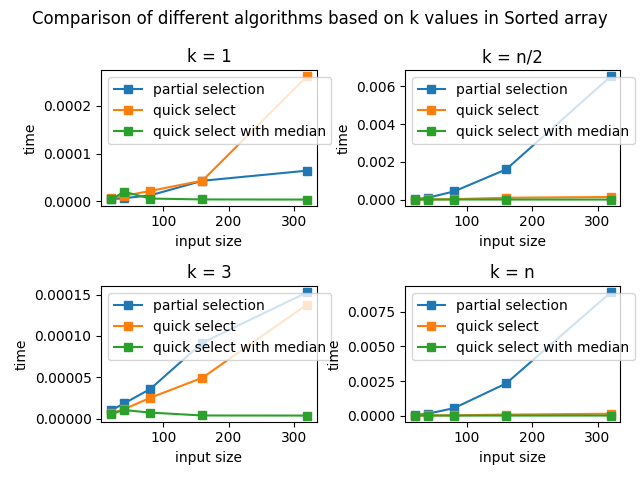 Comparison of different algorithms based on k values in Sorted array
k = 1
time
0.0002
0.0001
0.0000
partial selection
quick select
quick select with median
100 200 300
input size
k = n/2
time
0.006
0.004
0.002
0.000
partial selection
quick select
quick select with median
100 200 300
input size
k = 3
time
0.00015
0.00010
0.00005
0.00000
partial selection
quick select
quick select with median
100 200 300
input size
k = n
time
0.0075
0.0050
0.0025
0.0000
partial selection
quick select
quick select with median
100 200 300
input size